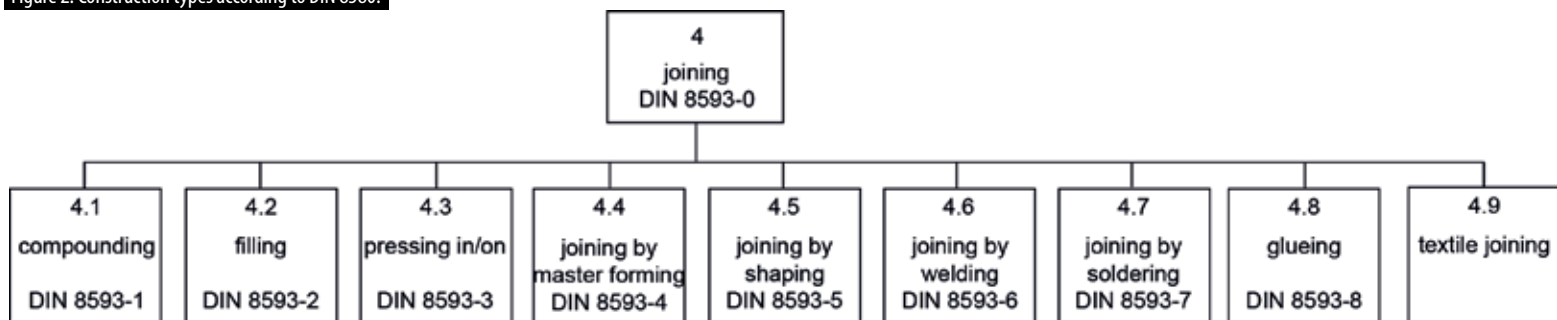 Figure 2. Construction types according to DIN 8580.
4
joining
DIN 8593-0
4.1
compounding
DIN 8593-1
4.2
filling
DIN 8593-2
4.3
pressing in/on
DIN 8593-3
4.4
joining by
master forming
DIN 8593-4
4.5
joining by
shaping
DIN 8593-5
4.6
joining by
welding
DIN 8593-6
4.7
joining by
soldering
DIN 8593-7
4.8
glueing
DIN 8593-8
4.9
textile joining